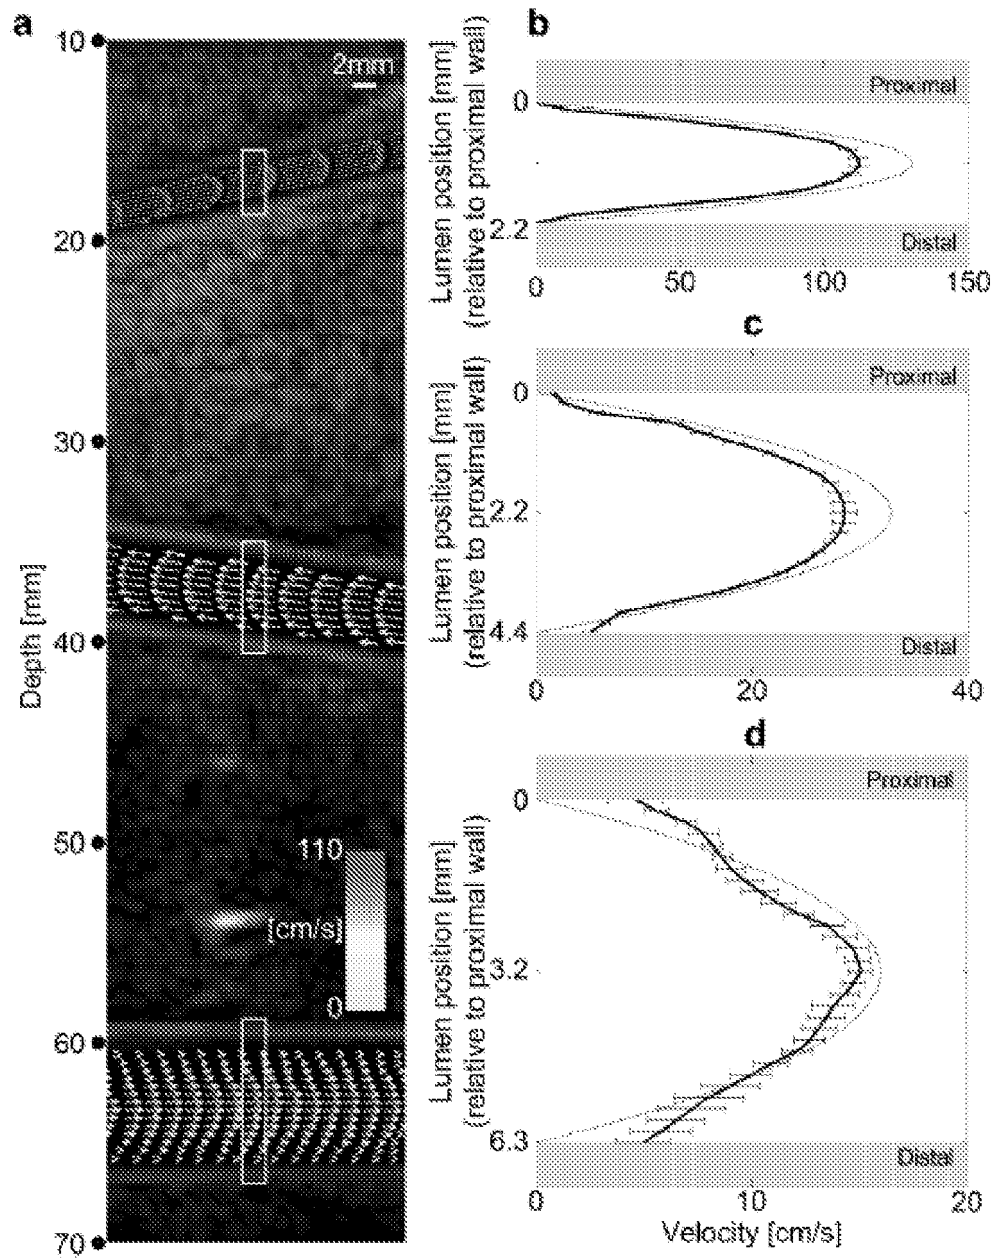 a
10
2mm
20
30
40
50
60
70
Depth [mm]
110
[cm/s]
0
b
Lumen position [mm]
(relative to proximal wall)
Proximal
0
2.2
Distal
0
50
100
150
c
Lumen position [mm]
(relative to proximal wall)
Proximal
0
2.2
4.4
Distal
0
20
40
d
Lumen position [mm]
(relative to proximal wall)
Proximal
0
3.2
6.3
Distal
0
10
20
Velocity [cm/s]